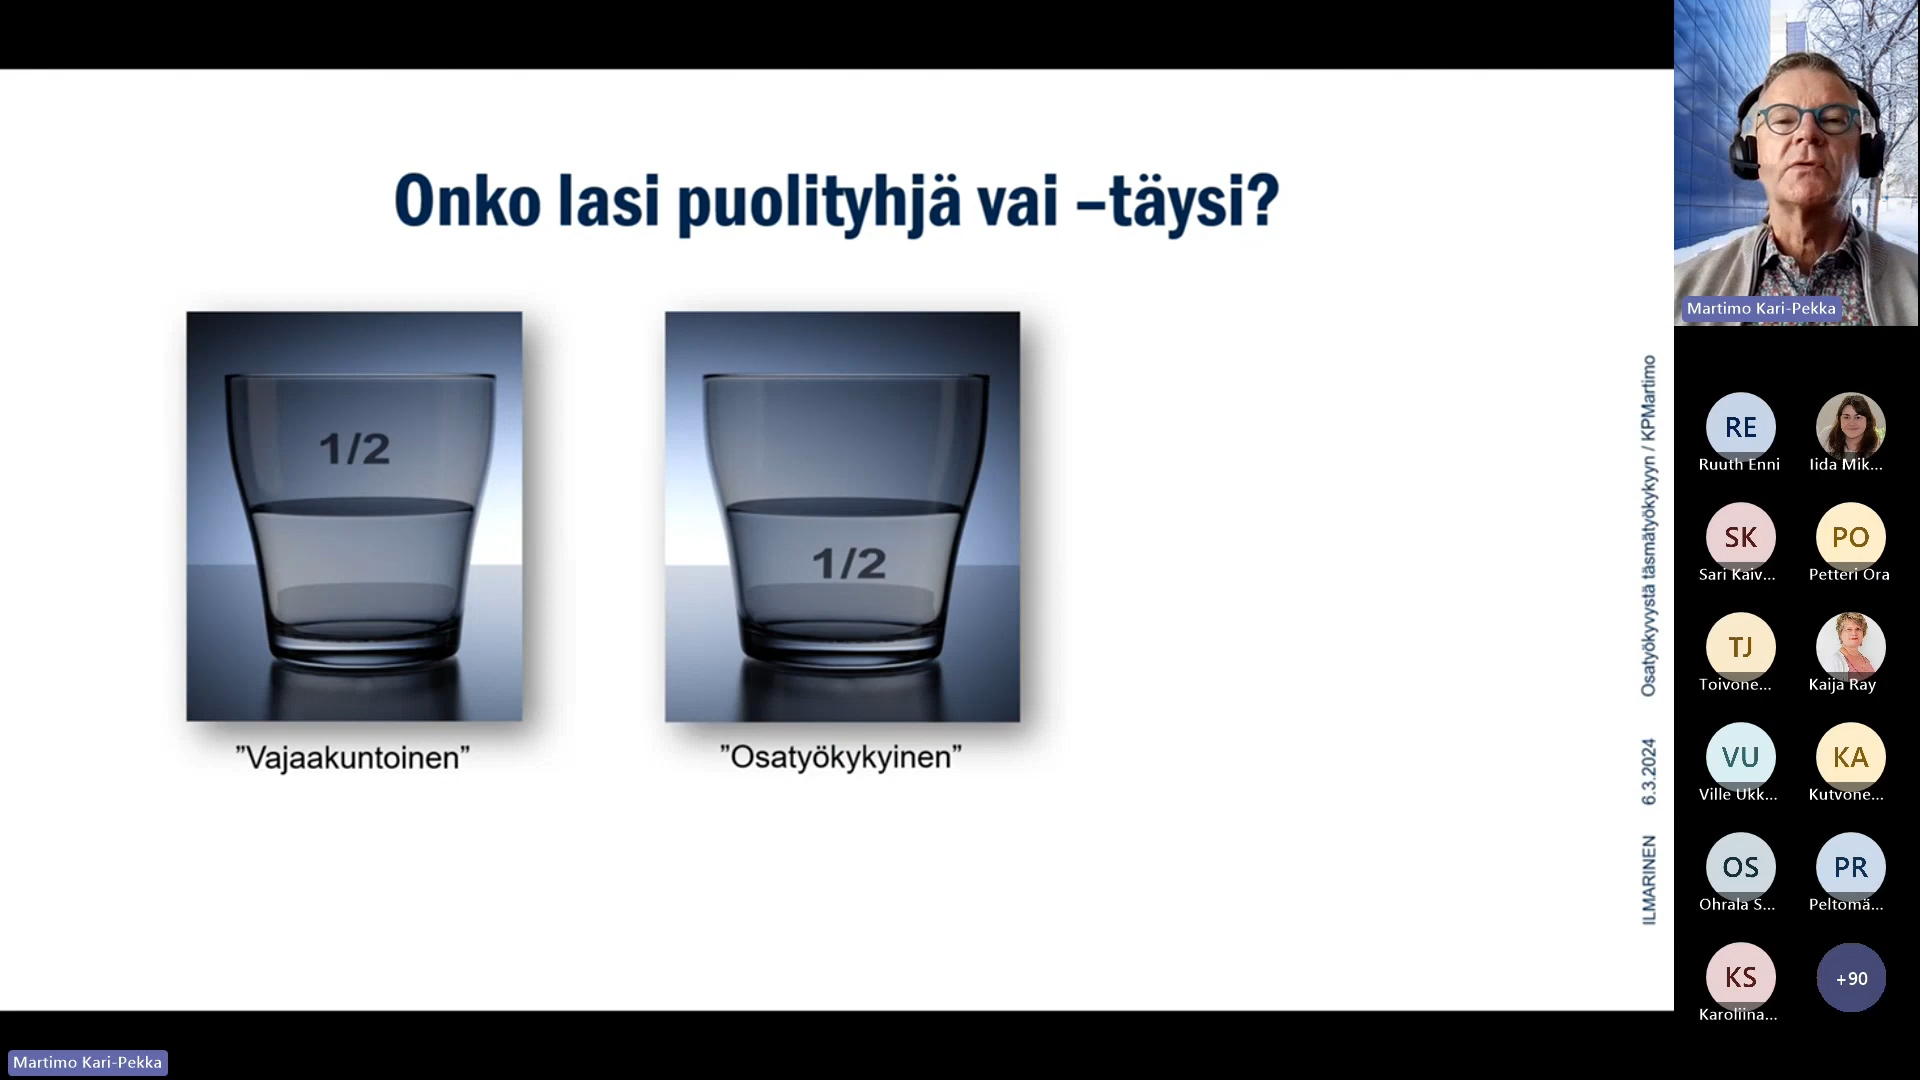 Onko lasi puolityhjä vai –täysi?
1/2
1/2
”Vajaakuntoinen”
”Osatyökykyinen”
ILMARINEN 6.3.2024 Osatyökyvystä täsmätyökykyyn / KPMartimo
Martimo Kari-Pekka
RE
Ruuth Enni
Iida Mik...
SK
Sari Kaiv...
PO
Petteri Ora
TJ
Toivone...
Kaija Ray
VU
Ville Ukk...
KA
Kutvone...
OS
Ohrala S...
PR
Peltomä...
KS
Karoliina...
+90
Martimo Kari-Pekka